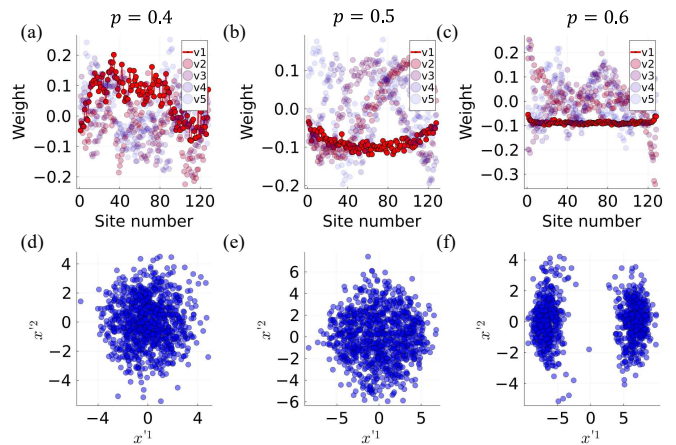 p = 0.4
p = 0.5
p = 0.6
(a)
0.2
0.1
0.0
-0.1
-0.2
Weight
0 40 80 120
Site number
v1
v2
v3
v4
v5
(b)
0.1
0.0
-0.1
-0.2
Weight
0 40 80 120
Site number
v1
v2
v3
v4
v5
(c)
0.2
0.1
0.0
-0.1
-0.2
-0.3
Weight
0 40 80 120
Site number
v1
v2
v3
v4
v5
(d)
4
2
0
−2
−4
x'2
−4 0 4
x'1
(e)
6
4
2
0
−2
−4
−6
x'2
−5 0 5
x'1
(f)
4
2
0
−2
−4
x'2
−10 −5 0 5
x'1